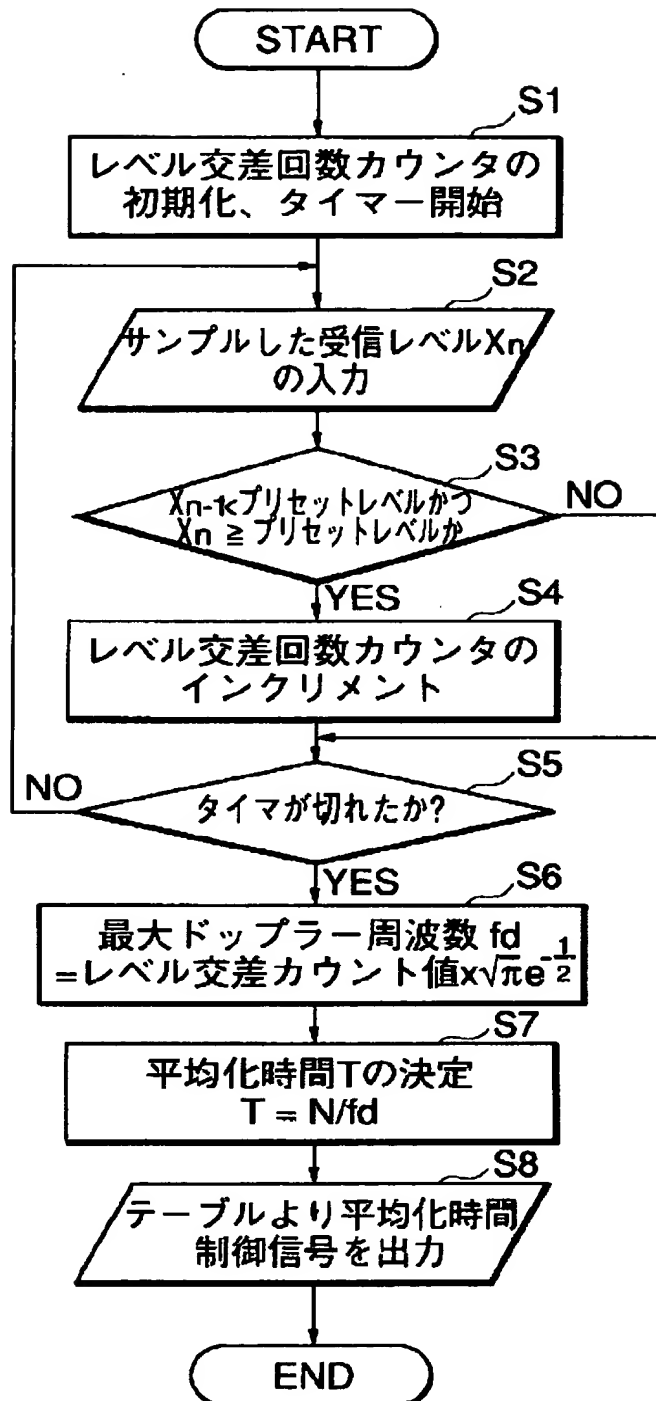 START
S1
レベル交差回数カウンタの
初期化、タイマー開始
S2
サンプルした受信レベルXn
の入力
S3
Xn-1<プリセットレベルかつ
Xn ≧ プリセットレベルか
NO
YES
S4
レベル交差回数カウンタの
インクリメント
S5
タイマが切れたか?
NO
YES
S6
最大ドップラー周波数 fd
=レベル交差カウント値x√πe^-1/2
S7
平均化時間Tの決定
T = N/fd
S8
テーブルより平均化時間
制御信号を出力
END